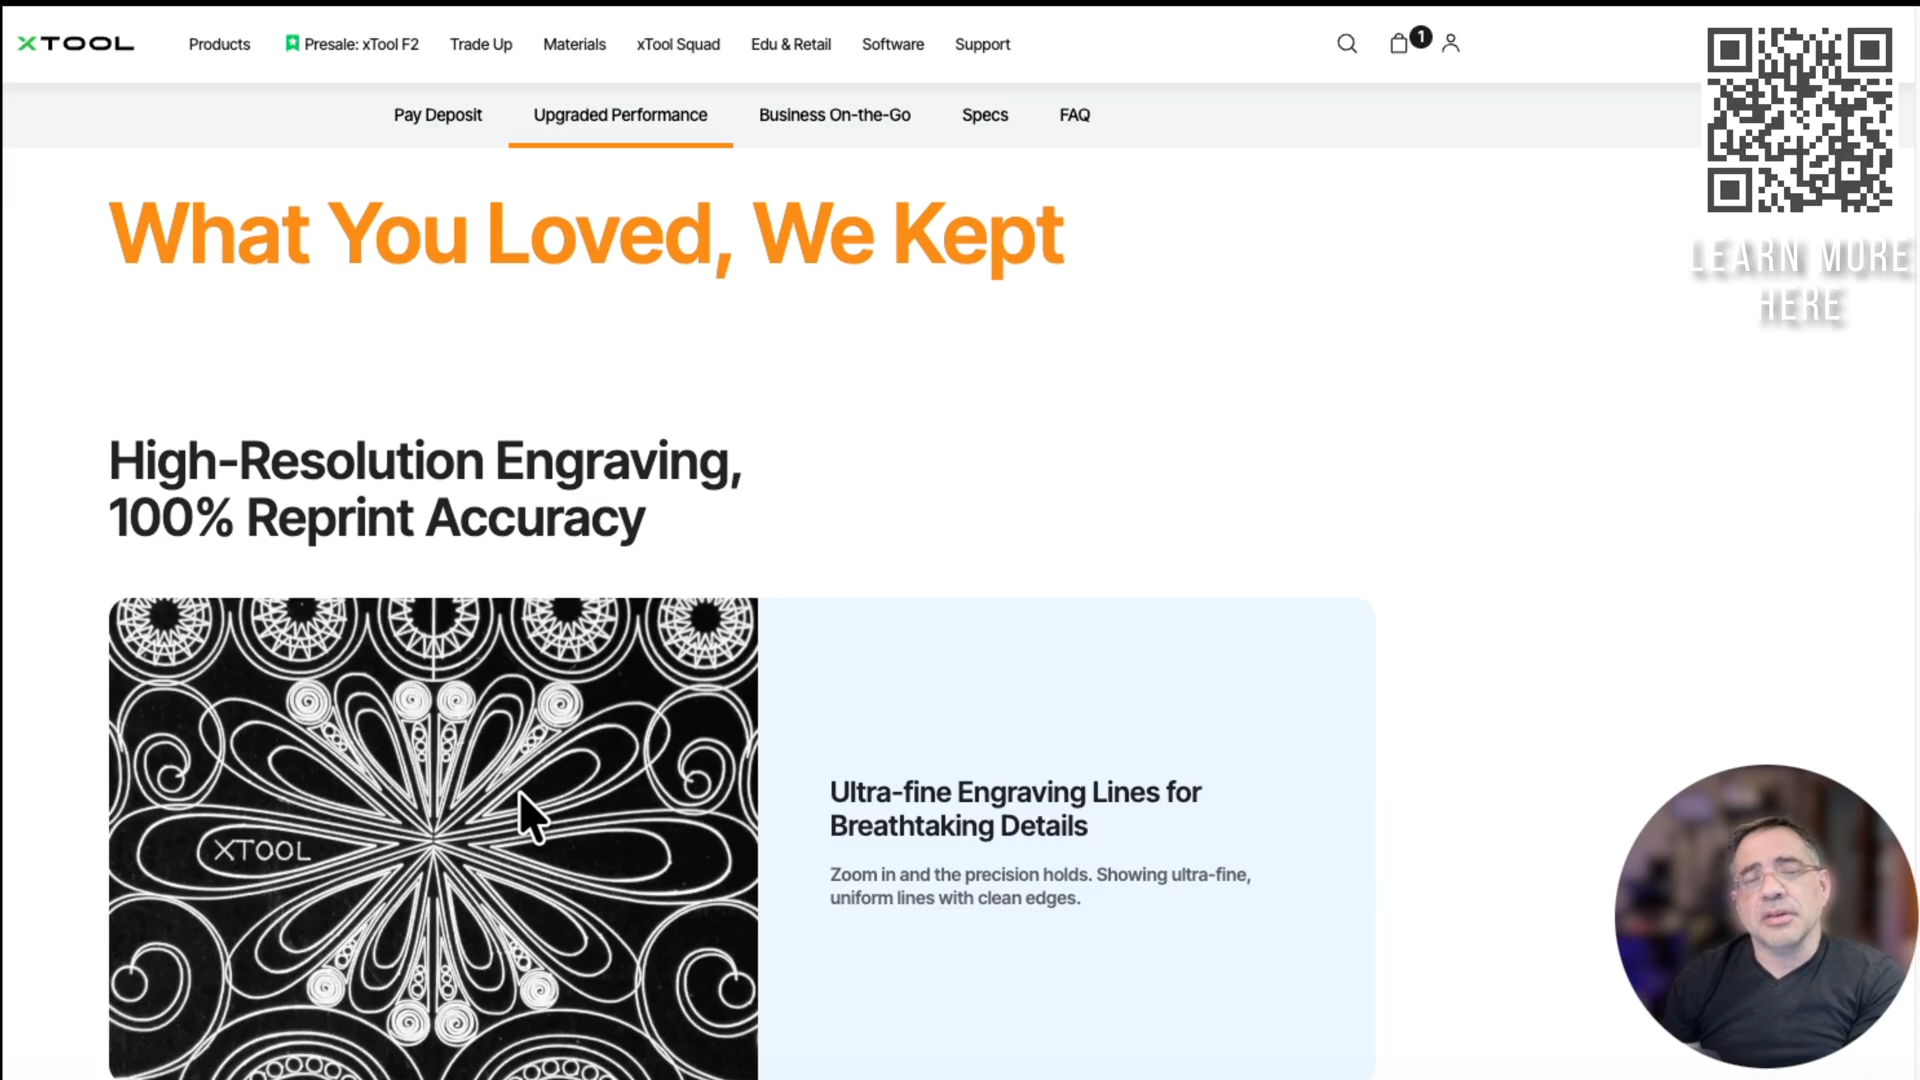 XTOOL
Products
Presale: xTool F2
Trade Up
Materials
xTool Squad
Edu & Retail
Software
Support
1
Pay Deposit
Upgraded Performance
Business On-the-Go
Specs
FAQ
LEARN MORE
HERE
What You Loved, We Kept
High-Resolution Engraving,
100% Reprint Accuracy
XTOOL
Ultra-fine Engraving Lines for
Breathtaking Details
Zoom in and the precision holds. Showing ultra-fine,
uniform lines with clean edges.